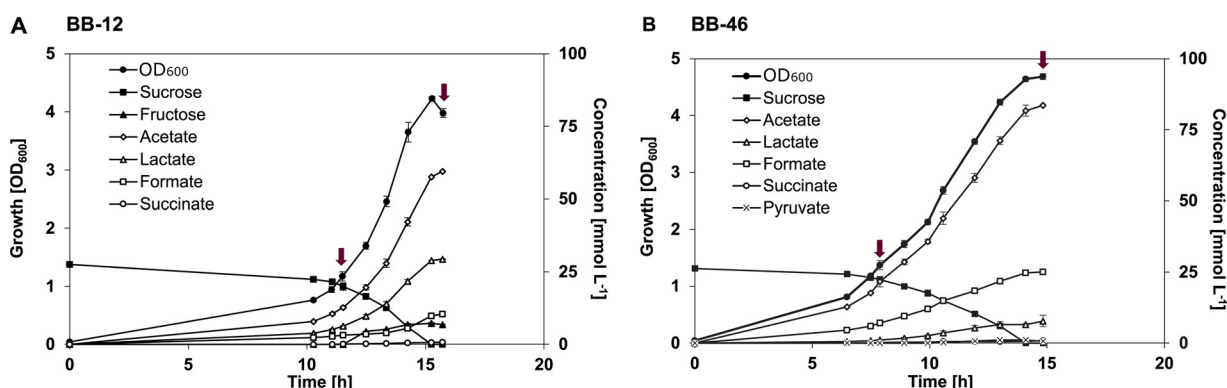 A BB-12
5
4
3
2
1
0
Growth [OD600]
OD600
Sucrose
Fructose
Acetate
Lactate
Formate
Succinate
100
75
50
25
0
Concentration [mmol L-1]
0 5 10 15 20
Time [h]
B BB-46
5
4
3
2
1
0
Growth [OD600]
OD600
Sucrose
Acetate
Lactate
Formate
Succinate
Pyruvate
100
75
50
25
0
Concentration [mmol L-1]
0 5 10 15 20
Time [h]